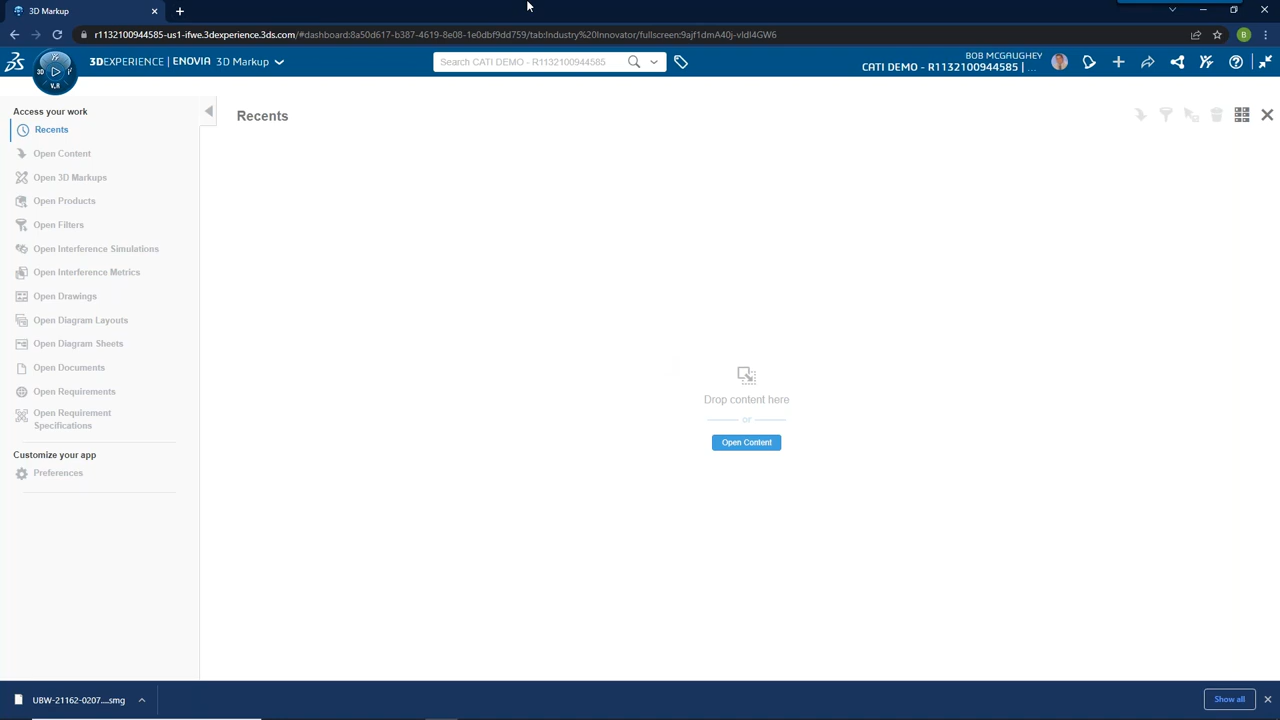 3D Markup
r1132100944585-us1-ifwe.3dexperience.3ds.com/#dashboard:8a50d617-b387-4619-8e08-1e0dbf9dd759/tab:Industry%20Innovator/fullscreen:9ajf1dmA40j-vIdI4GW6
B
3DEXPERIENCE | ENOVIA 3D Markup
Search CATI DEMO - R1132100944585
BOB MCGAUGHEY
CATI DEMO - R1132100944585 | ...
3D
V.R
Access your work
Recents
Recents
Open Content
Open 3D Markups
Open Products
Open Filters
Open Interference Simulations
Open Interference Metrics
Open Drawings
Open Diagram Layouts
Open Diagram Sheets
Open Documents
Open Requirements
Open Requirement
Specifications
Customize your app
Preferences
Drop content here
or
Open Content
UBW-21162-0207....smg
Show all